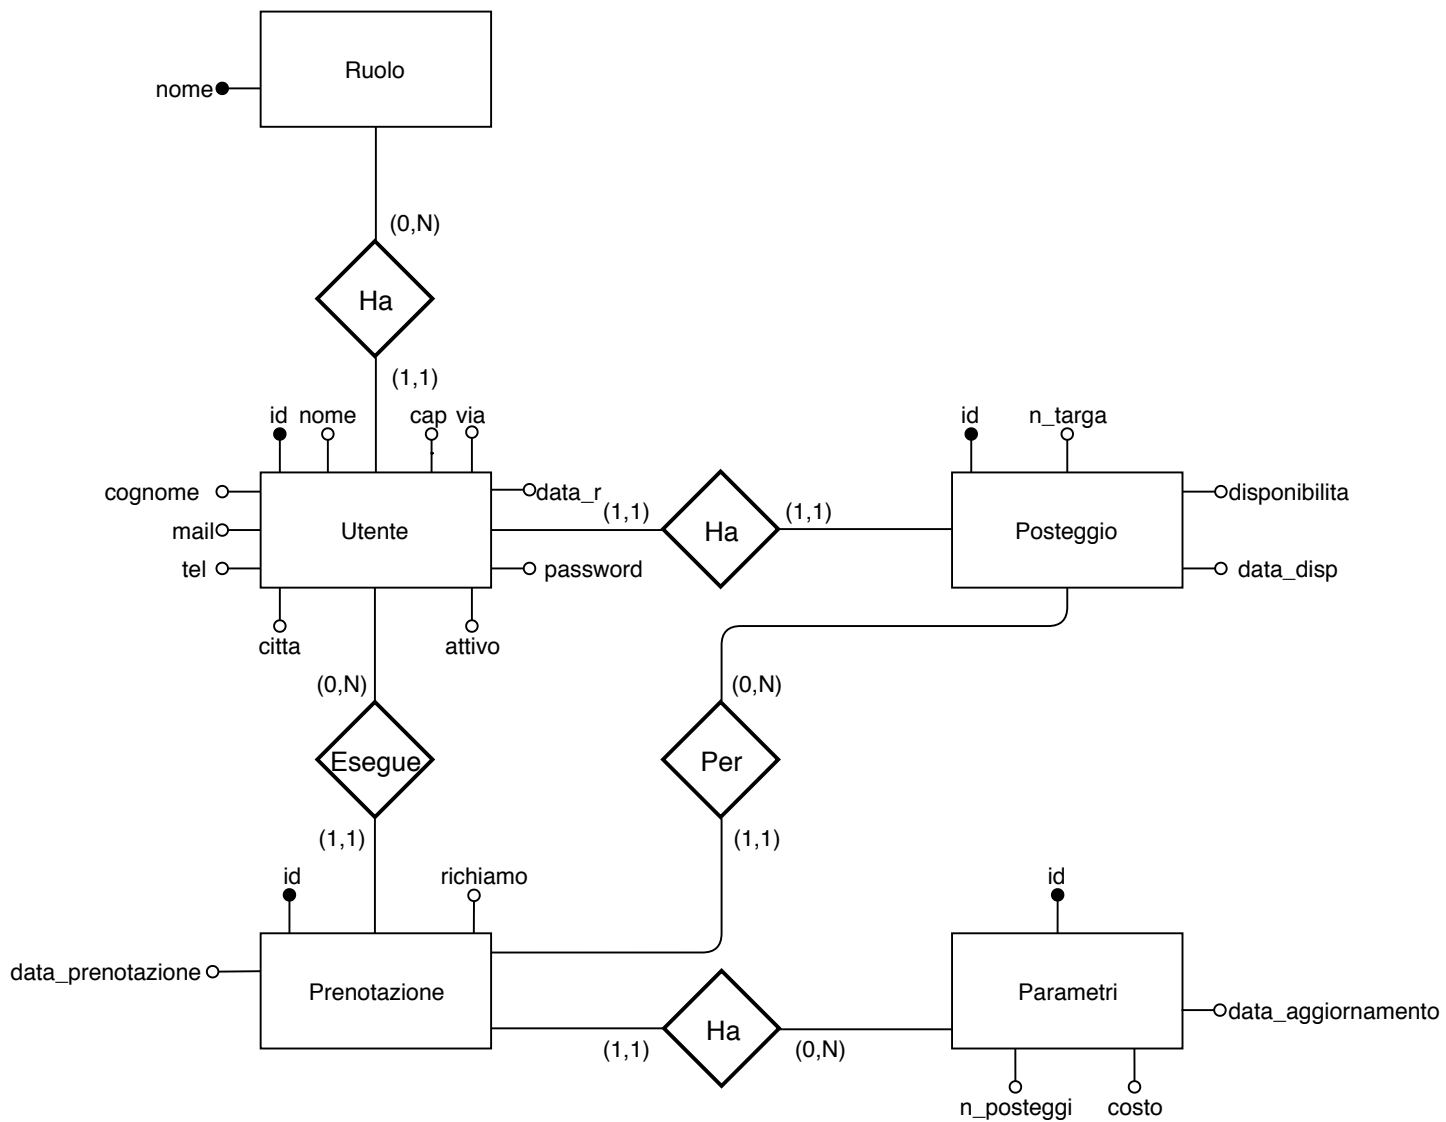 Ruolo
nome
(0,N)
Ha
(1,1)
id nome cap via
id n_targa
cognome
data_r
disponibilita
(1,1)
(1,1)
mail
Utente
Ha
Posteggio
tel
password
data_disp
citta
attivo
(0,N)
(0,N)
Esegue
Per
(1,1)
(1,1)
id
richiamo
id
data_prenotazione
Prenotazione
Parametri
data_aggiornamento
Ha
(1,1)
(0,N)
n_posteggi
costo